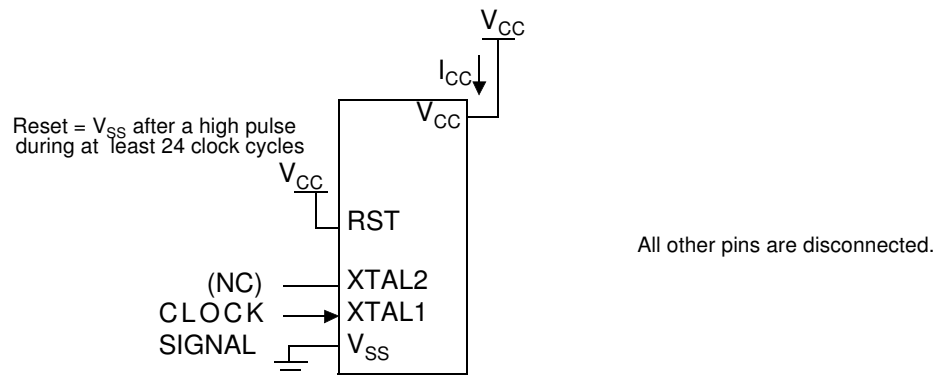 V_CC
I_CC
V_CC
Reset = V_SS after a high pulse
during at least 24 clock cycles
V_CC
RST
All other pins are disconnected.
(NC) XTAL2
CLOCK XTAL1
SIGNAL V_SS